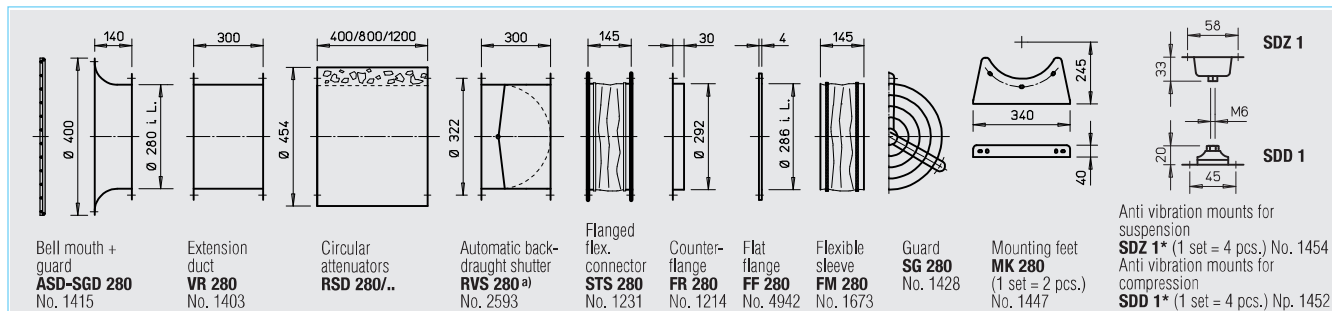 140
300
400/800/1200
300
145
30
4
145
58
SDZ 1
33
245
Ø 400
Ø 280 i. L.
Ø 454
Ø 322
Ø 292
Ø 286 i. L.
M6
340
20
SDD 1
40
45
Bell mouth +
guard
ASD-SGD 280
No. 1415
Extension
duct
VR 280
No. 1403
Circular
attenuators
RSD 280/..
Automatic back-
draught shutter
RVS 280 a)
No. 2593
Flanged
flex.
connector
STS 280
No. 1231
Counter-
flange
FR 280
No. 1214
Flat
flange
FF 280
No. 4942
Flexible
sleeve
FM 280
No. 1673
Guard
SG 280
No. 1428
Mounting feet
MK 280
(1 set = 2 pcs.)
No. 1447
Anti vibration mounts for
suspension
SDZ 1* (1 set = 4 pcs.) No. 1454
Anti vibration mounts for
compression
SDD 1* (1 set = 4 pcs.) Np. 1452